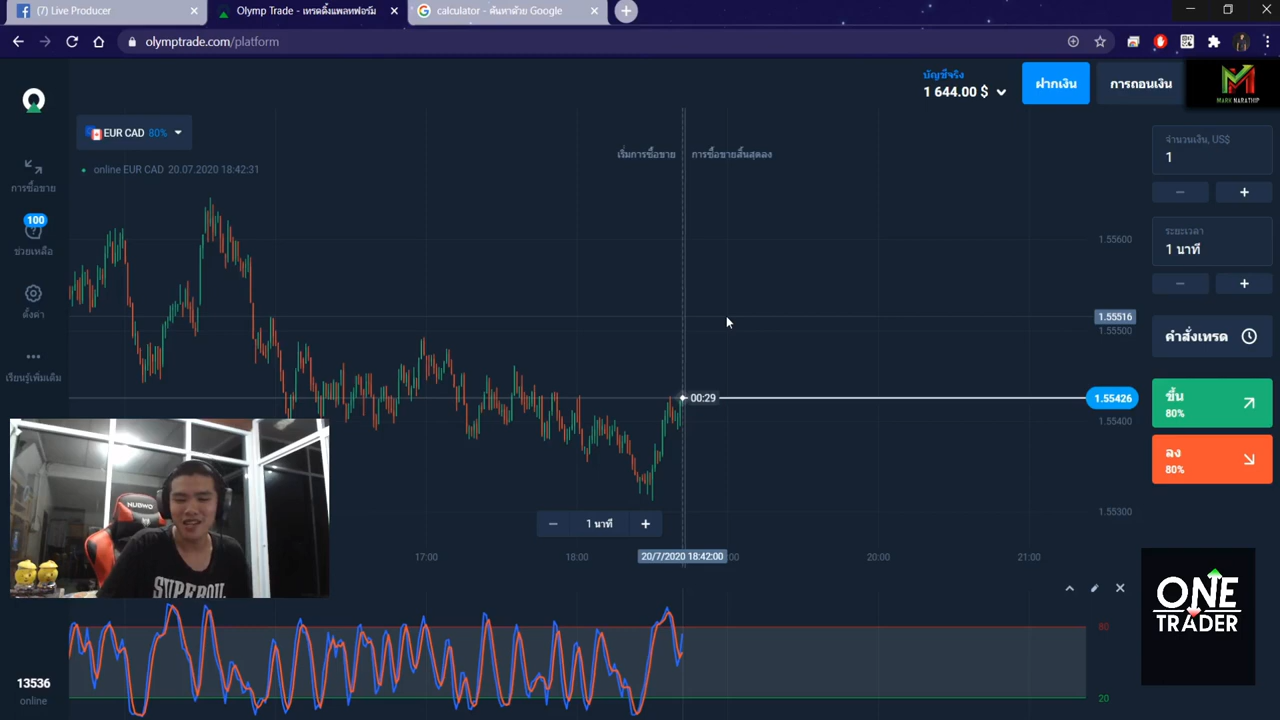 (7) Live Producer
Olymp Trade - เทรดดิ้งแพลทฟอร์ม
calculator - ค้นหาด้วย Google
olymptrade.com/platform
บัญชีจริง
1 644.00 $
ฝากเงิน
การถอนเงิน
MARK NARATHIP
EUR CAD 80%
online EUR CAD 20.07.2020 18:42:31
เริ่มการซื้อขาย
การซื้อขายสิ้นสุดลง
การซื้อขาย
100
ช่วยเหลือ
ตั้งค่า
เรียนรู้เพิ่มเติม
จำนวนเงิน, US$
1
ระยะเวลา
1 นาที
คำสั่งเทรด
ขึ้น
80%
ลง
80%
1.55600
1.55516
1.55500
1.55426
1.55400
1.55300
00:29
1 นาที
17:00
18:00
20/7/2020 18:42:00
20:00
21:00
NUBWO
80
20
ONE
TRADER
13536
online